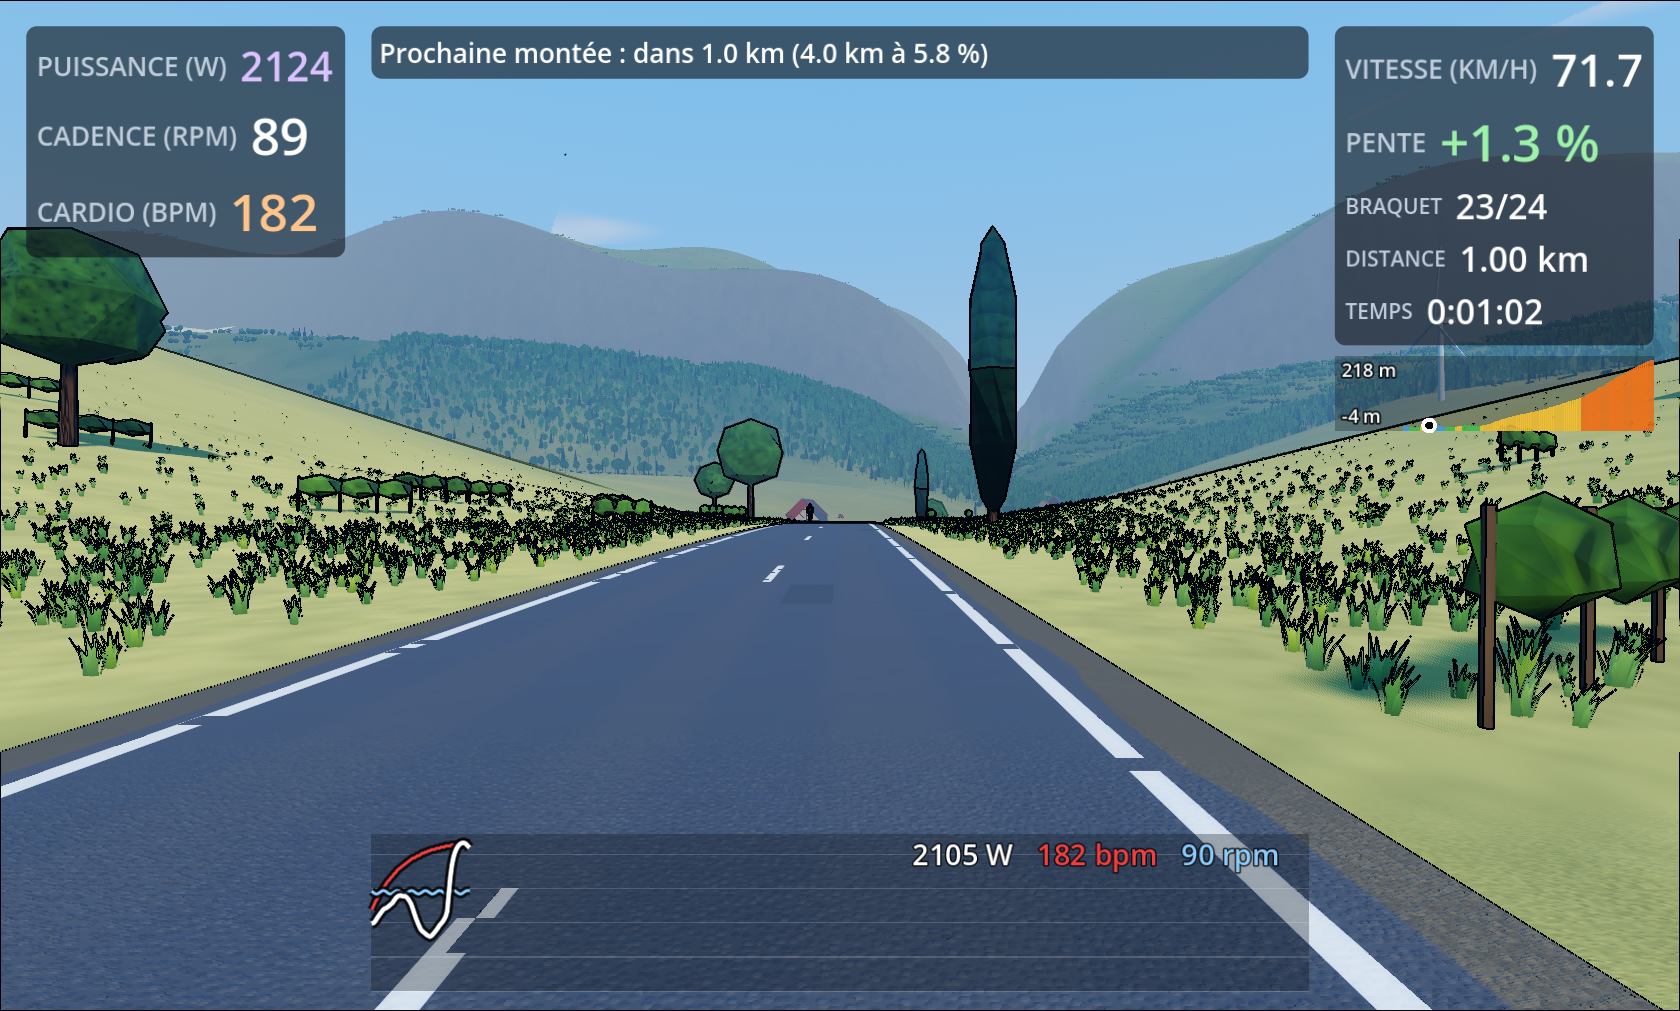 PUISSANCE (W) 2124
CADENCE (RPM) 89
CARDIO (BPM) 182
Prochaine montée : dans 1.0 km (4.0 km à 5.8 %)
VITESSE (KM/H) 71.7
PENTE +1.3 %
BRAQUET 23/24
DISTANCE 1.00 km
TEMPS 0:01:02
218 m
-4 m
2105 W 182 bpm 90 rpm